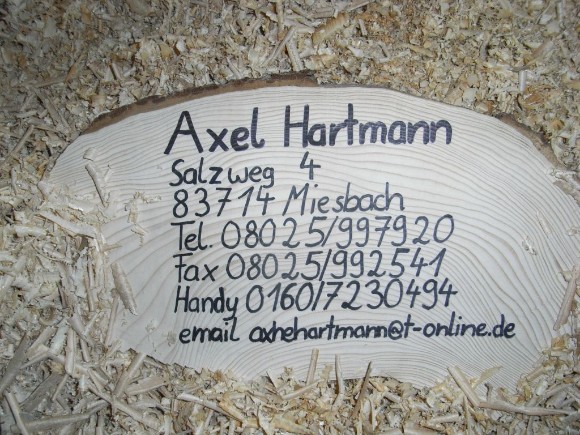 Axel Hartmann
Salzweg 4
83714 Miesbach
Tel. 08025/997920
Fax 08025/992541
Handy 0160/7230494
email axhehartmann@t-online.de